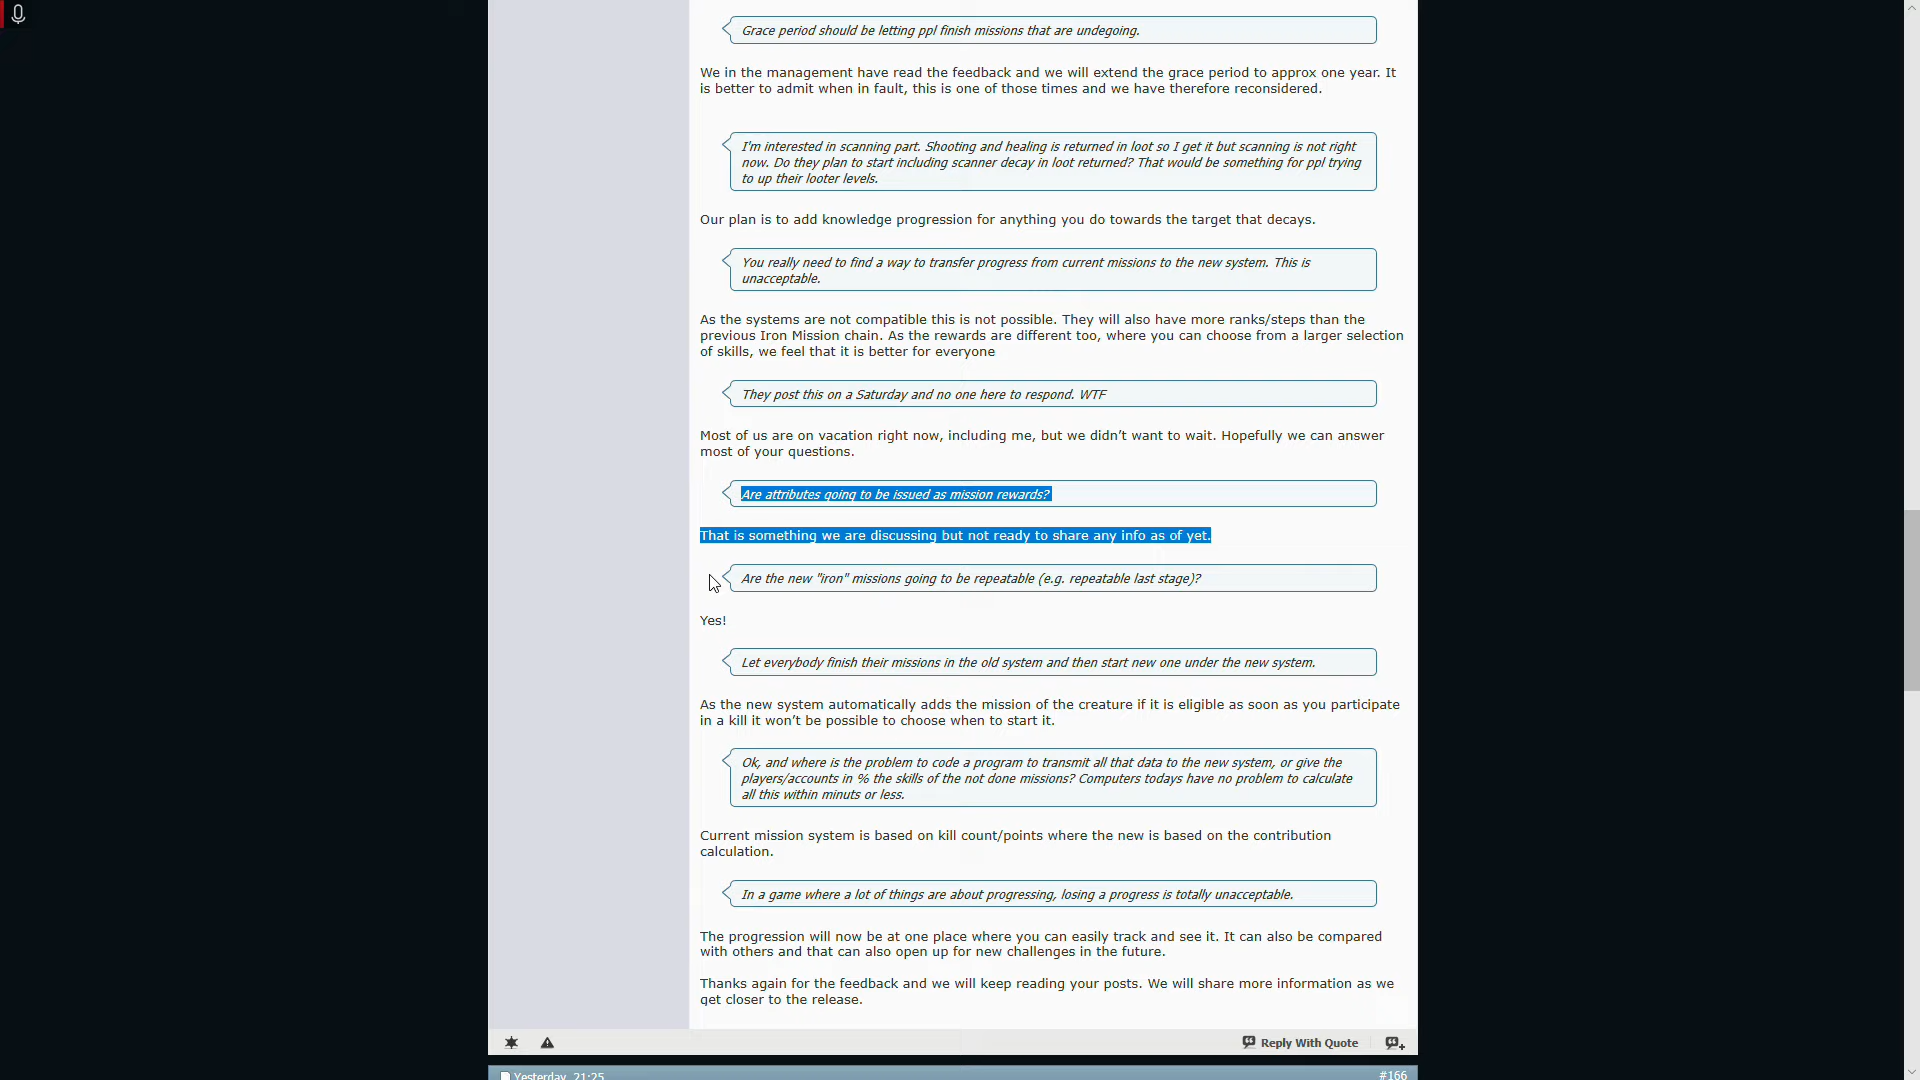 Grace period should be letting ppl finish missions that are undegoing.
We in the management have read the feedback and we will extend the grace period to approx one year. It
is better to admit when in fault, this is one of those times and we have therefore reconsidered.
I'm interested in scanning part. Shooting and healing is returned in loot so I get it but scanning is not right
now. Do they plan to start including scanner decay in loot returned? That would be something for ppl trying
to up their looter levels.
Our plan is to add knowledge progression for anything you do towards the target that decays.
You really need to find a way to transfer progress from current missions to the new system. This is
unacceptable.
As the systems are not compatible this is not possible. They will also have more ranks/steps than the
previous Iron Mission chain. As the rewards are different too, where you can choose from a larger selection
of skills, we feel that it is better for everyone
They post this on a Saturday and no one here to respond. WTF
Most of us are on vacation right now, including me, but we didn’t want to wait. Hopefully we can answer
most of your questions.
Are attributes going to be issued as mission rewards?
That is something we are discussing but not ready to share any info as of yet.
Are the new "iron" missions going to be repeatable (e.g. repeatable last stage)?
Yes!
Let everybody finish their missions in the old system and then start new one under the new system.
As the new system automatically adds the mission of the creature if it is eligible as soon as you participate
in a kill it won’t be possible to choose when to start it.
Ok, and where is the problem to code a program to transmit all that data to the new system, or give the
players/accounts in % the skills of the not done missions? Computers todays have no problem to calculate
all this within minuts or less.
Current mission system is based on kill count/points where the new is based on the contribution
calculation.
In a game where a lot of things are about progressing, losing a progress is totally unacceptable.
The progression will now be at one place where you can easily track and see it. It can also be compared
with others and that can also open up for new challenges in the future.
Thanks again for the feedback and we will keep reading your posts. We will share more information as we
get closer to the release.
Reply With Quote
Yesterday, 21:25
#166